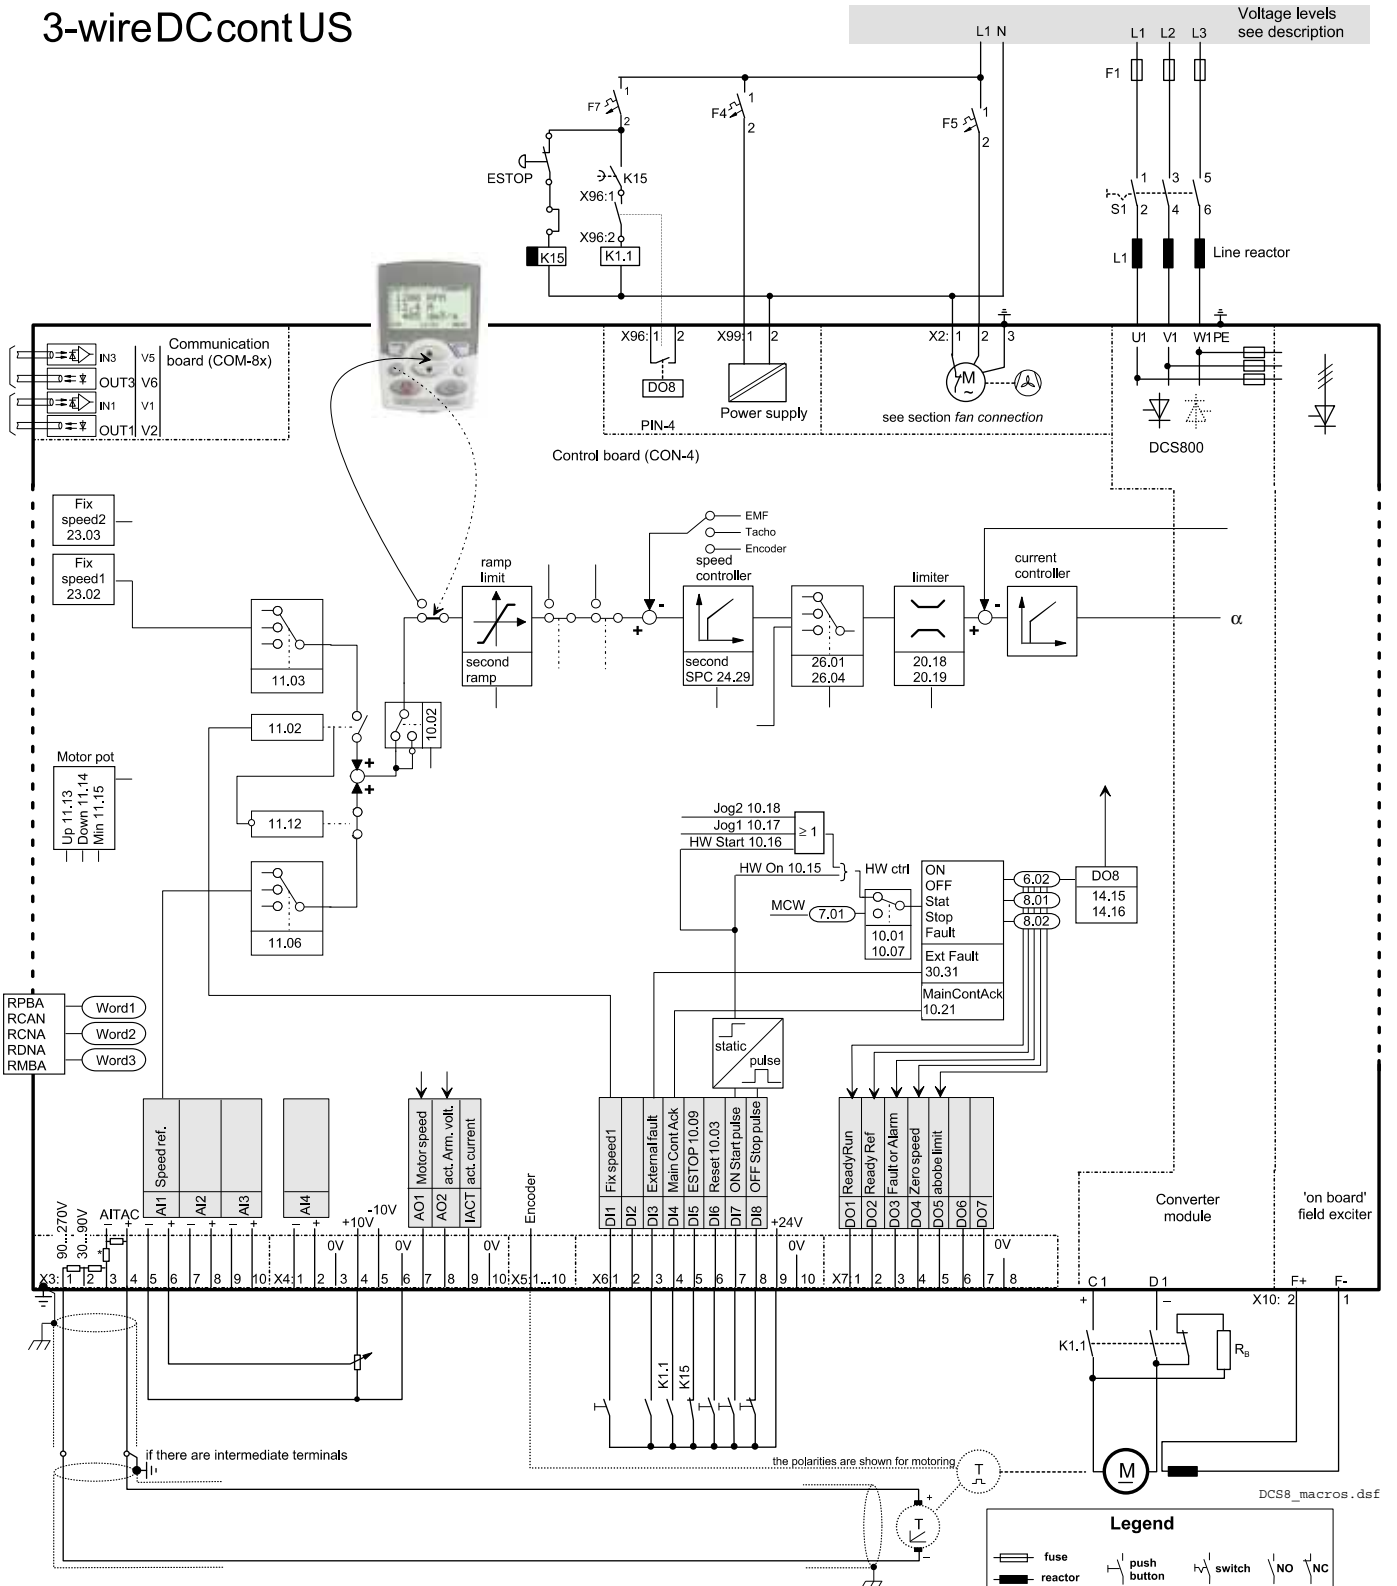 3-wireDCcontUS
Voltage levels
see description
L1 N
L1 L2 L3
F1
F7 1 2
F4 1 2
F5 1 2
ESTOP
K15
X96:1
X96:2
K15
K1.1
S1
1 3 5
2 4 6
L1
Line reactor
Communication
board (COM-8x)
IN3 V5
OUT3 V6
IN1 V1
OUT1 V2
X96: 1 2
X99: 1 2
X2: 1 2 3
U1 V1 W1 PE
DO8
PIN-4
Power supply
M
~
see section fan connection
DCS800
Control board (CON-4)
Fix
speed2
23.03
Fix
speed1
23.02
EMF
Tacho
Encoder
ramp
limit
speed
controller
limiter
current
controller
second
ramp
second
SPC 24.29
26.01
26.04
20.18
20.19
+ -
+ -
α
11.03
11.02
10.02
+
+
11.12
11.06
Motor pot
Up 11.13
Down 11.14
Min 11.15
Jog2 10.18
Jog1 10.17
HW Start 10.16
≥ 1
HW On 10.15
HW ctrl
MCW
7.01
10.01
10.07
ON
OFF
Stat
Stop
Fault
Ext Fault
30.31
MainContAck
10.21
6.02
8.01
8.02
DO8
14.15
14.16
RPBA
RCAN
RCNA
RDNA
RMBA
Word1
Word2
Word3
static
pulse
90...270V
30...90V
AITAC
− +
AI1 Speed ref.
AI2
AI3
AI4
− + − + − +
− +
+10V
-10V
0V
AO1 Motor speed
AO2 act. Arm. volt.
IACT act. current
0V
Encoder
DI1 Fix speed1
DI2
DI3 External fault
DI4 Main Cont Ack
DI5 ESTOP 10.09
DI6 Reset 10.03
DI7 ON Start pulse
DI8 OFF Stop pulse
+24V
0V
DO1 ReadyRun
DO2 Ready Ref
DO3 Fault or Alarm
DO4 Zero speed
DO5 abobe limit
DO6
DO7
0V
Converter
module
'on board'
field exciter
*
X3: 1 2 3 4 5 6 7 8 9 10
X4: 1 2 3 4 5 6 7 8 9 10
X5:1...10
X6: 1 2 3 4 5 6 7 8 9 10
X7: 1 2 3 4 5 6 7 8
C 1 D 1
+ −
F+ F-
X10: 2 1
K1.1
K15
K1.1
RB
if there are intermediate terminals
the polarities are shown for motoring
T
M
DCS8_macros.dsf
+
T
−
Legend
fuse
reactor
push
button
switch
NO
NC